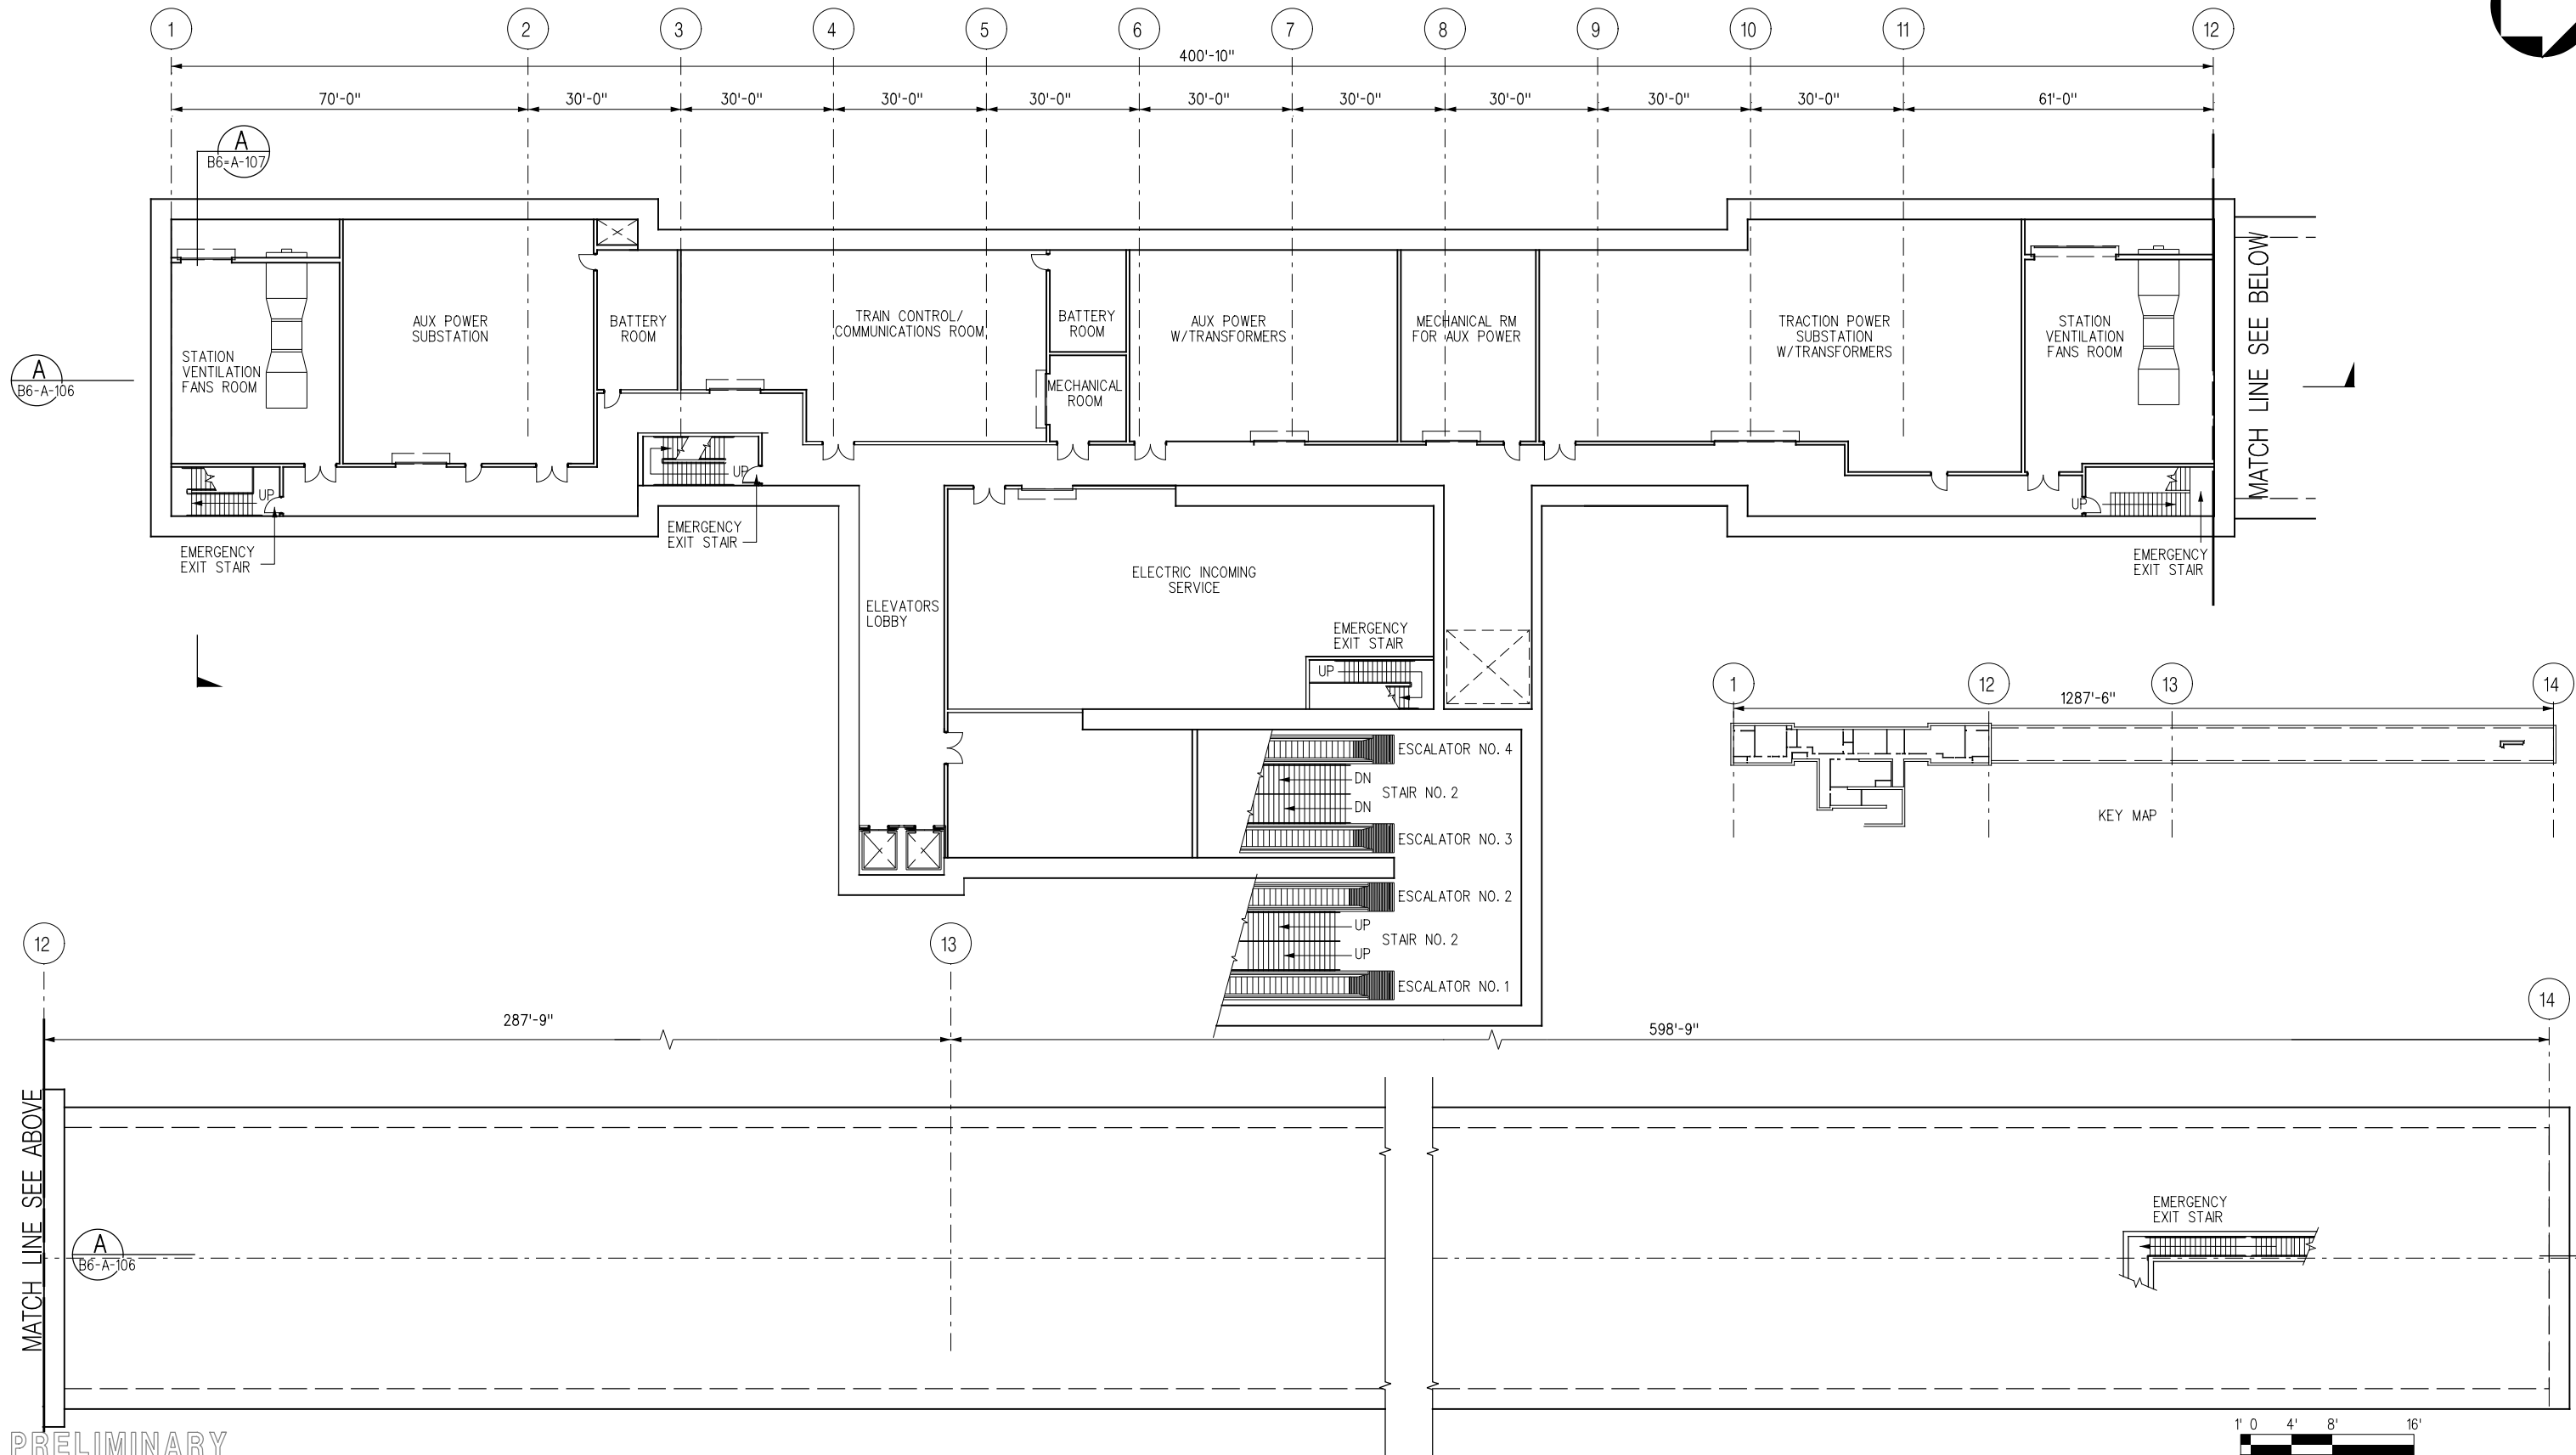 1 2 3 4 5 6 7 8 9 10 11 12
400'-10"
70'-0" 30'-0" 30'-0" 30'-0" 30'-0" 30'-0" 30'-0" 30'-0" 30'-0" 30'-0" 61'-0"
A
B6=A-107
A
B6-A-106
STATION
VENTILATION
FANS ROOM
AUX POWER
SUBSTATION
BATTERY
ROOM
TRAIN CONTROL/
COMMUNICATIONS ROOM
BATTERY
ROOM
MECHANICAL
ROOM
AUX POWER
W/TRANSFORMERS
MECHANICAL RM
FOR AUX POWER
TRACTION POWER
SUBSTATION
W/TRANSFORMERS
STATION
VENTILATION
FANS ROOM
MATCH LINE SEE BELOW
UP
UP
UP
EMERGENCY
EXIT STAIR
EMERGENCY
EXIT STAIR
EMERGENCY
EXIT STAIR
ELECTRIC INCOMING
SERVICE
ELEVATORS
LOBBY
EMERGENCY
EXIT STAIR
UP
ESCALATOR NO. 4
DN
STAIR NO. 2
DN
ESCALATOR NO. 3
ESCALATOR NO. 2
UP
STAIR NO. 2
UP
ESCALATOR NO. 1
1 12 13 14
1287'-6"
KEY MAP
12 13 14
287'-9" 598'-9"
MATCH LINE SEE ABOVE
A
B6-A-106
EMERGENCY
EXIT STAIR
PRELIMINARY
1' 0 4' 8' 16'